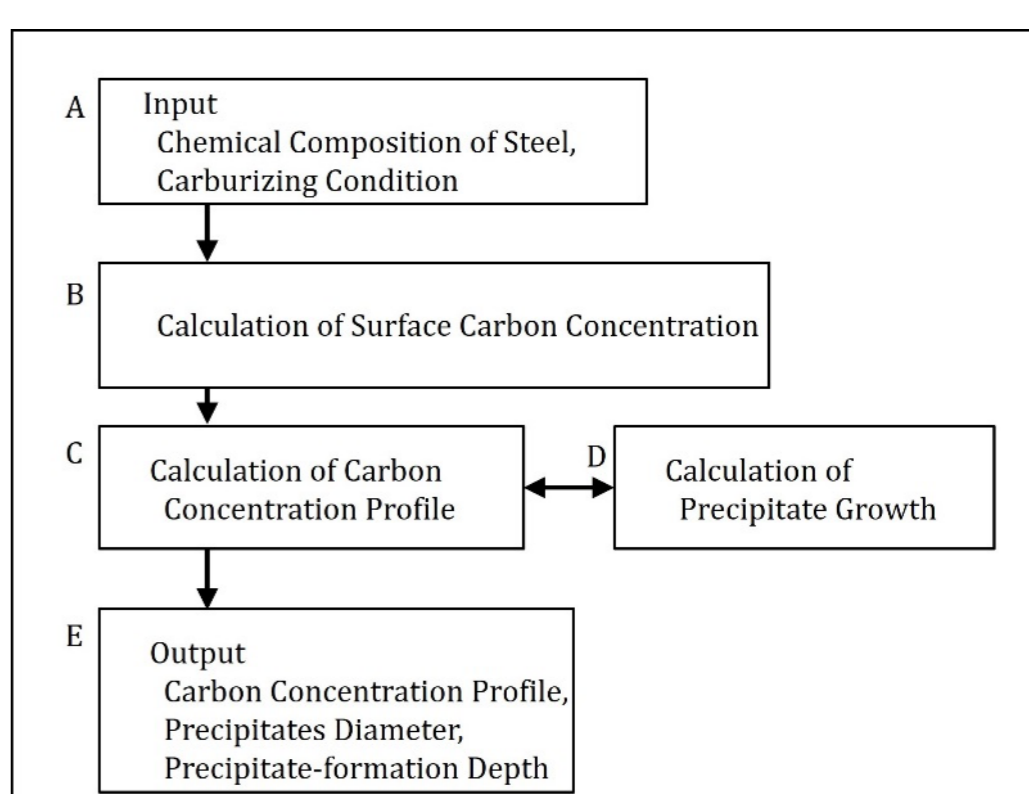 A
Input
Chemical Composition of Steel,
Carburizing Condition
B
Calculation of Surface Carbon Concentration
C
Calculation of Carbon
Concentration Profile
D
Calculation of
Precipitate Growth
E
Output
Carbon Concentration Profile,
Precipitates Diameter,
Precipitate-formation Depth